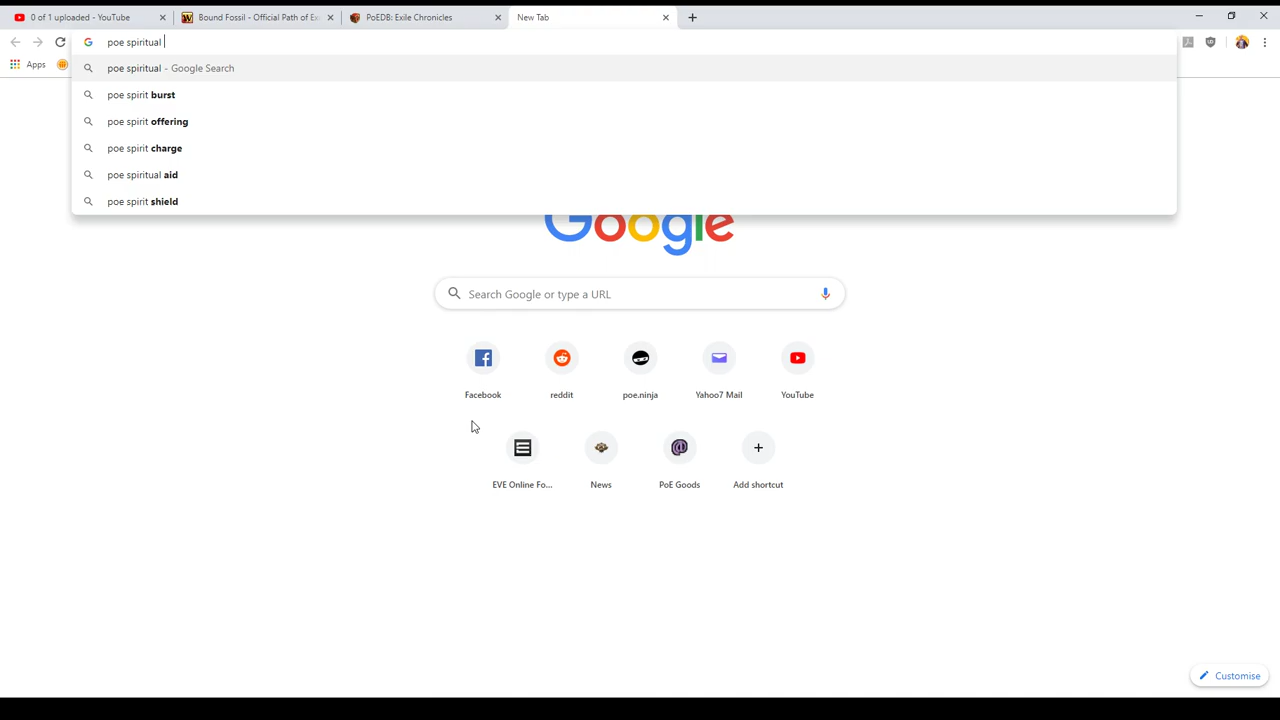 0 of 1 uploaded - YouTube
Bound Fossil - Official Path of Ex
PoEDB: Exile Chronicles
New Tab
poe spiritual
Apps
poe spiritual - Google Search
poe spirit burst
poe spirit offering
poe spirit charge
poe spiritual aid
poe spirit shield
Google
Search Google or type a URL
Facebook
reddit
poe.ninja
Yahoo7 Mail
YouTube
EVE Online Fo...
News
PoE Goods
Add shortcut
Customise